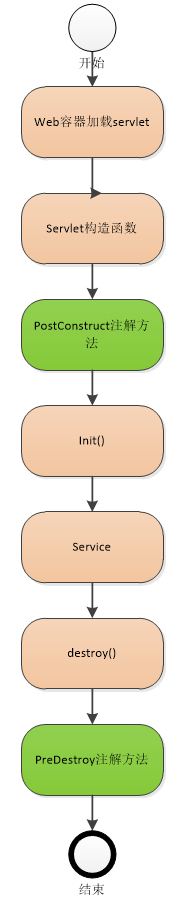 开始
Web容器加载servlet
Servlet构造函数
PostConstruct注解方
法
Init()
Service
destroy()
PreDestroy注解方法
结束